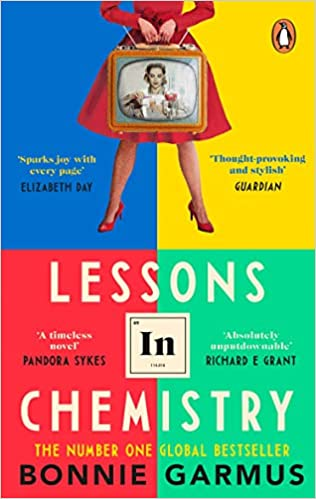 'Sparks joy with
every page'
ELIZABETH DAY
'Thought-provoking
and stylish'
GUARDIAN
LESSONS
'A timeless
novel'
PANDORA SYKES
In
'Absolutely
unputdownable'
RICHARD E GRANT
CHEMISTRY
THE NUMBER ONE GLOBAL BESTSELLER
BONNIE GARMUS